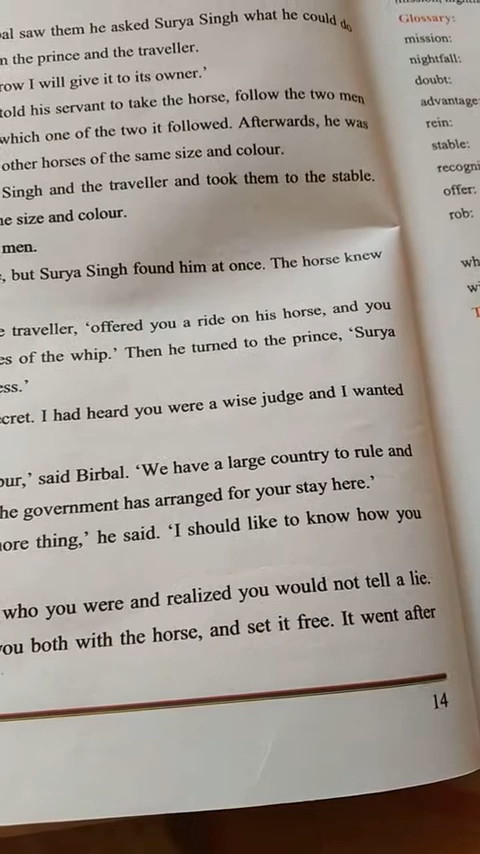 saw them he asked Surya Singh what he could do
the prince and the traveller.
I will give it to its owner.’
told his servant to take the horse, follow the two men
which one of the two it followed. Afterwards, he was
other horses of the same size and colour.
Singh and the traveller and took them to the stable.
size and colour.
men.
, but Surya Singh found him at once. The horse knew
traveller, ‘offered you a ride on his horse, and you
of the whip.’ Then he turned to the prince, ‘Surya
I had heard you were a wise judge and I wanted
said Birbal. ‘We have a large country to rule and
government has arranged for your stay here.’
thing,’ he said. ‘I should like to know how you
who you were and realized you would not tell a lie.
you both with the horse, and set it free. It went after
14
Glossary:
mission:
nightfall:
doubt:
advantage
rein:
stable:
recogni
offer:
rob:
wh